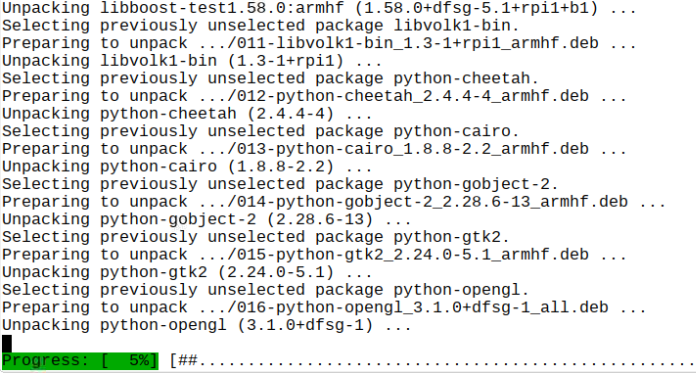 Unpacking libboost-test1.58.0:armhf (1.58.0+dfsg-5.1+rpi1+b1) ...
Selecting previously unselected package libvolk1-bin.
Preparing to unpack .../011-libvolk1-bin_1.3-1+rpi1_armhf.deb ...
Unpacking libvolk1-bin (1.3-1+rpi1) ...
Selecting previously unselected package python-cheetah.
Preparing to unpack .../012-python-cheetah_2.4.4-4_armhf.deb ...
Unpacking python-cheetah (2.4.4-4) ...
Selecting previously unselected package python-cairo.
Preparing to unpack .../013-python-cairo_1.8.8-2.2_armhf.deb ...
Unpacking python-cairo (1.8.8-2.2) ...
Selecting previously unselected package python-gobject-2.
Preparing to unpack .../014-python-gobject-2_2.28.6-13_armhf.deb ...
Unpacking python-gobject-2 (2.28.6-13) ...
Selecting previously unselected package python-gtk2.
Preparing to unpack .../015-python-gtk2_2.24.0-5.1_armhf.deb ...
Unpacking python-gtk2 (2.24.0-5.1) ...
Selecting previously unselected package python-opengl.
Preparing to unpack .../016-python-opengl_3.1.0+dfsg-1_all.deb ...
Unpacking python-opengl (3.1.0+dfsg-1) ...
Progress: [  5%] [##......................................................